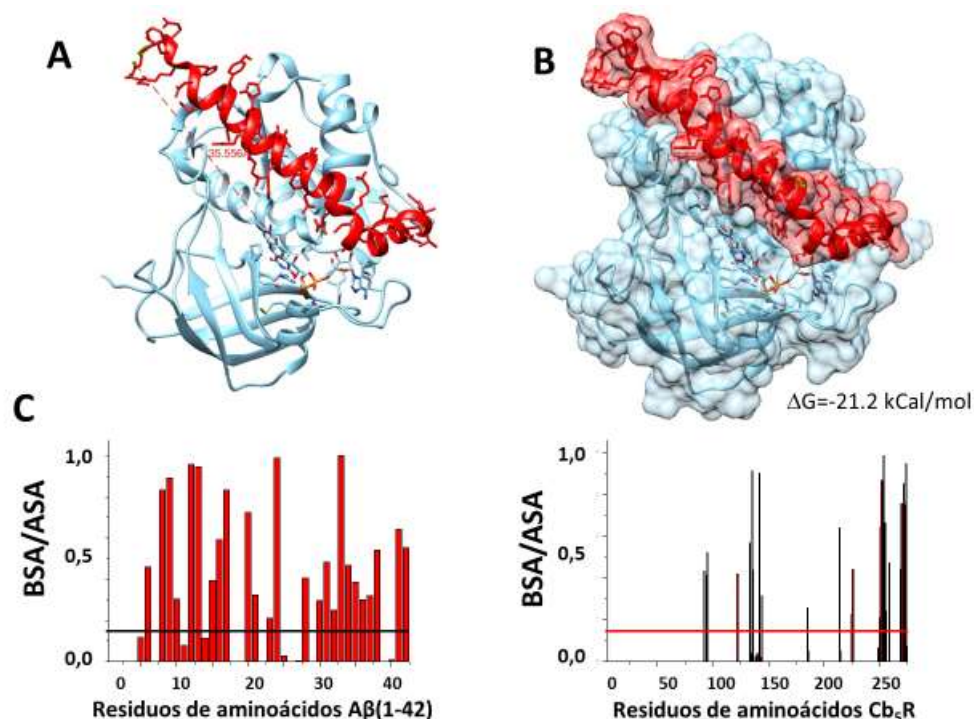 A
B
35.556Å
ΔG=-21.2 kCal/mol
C
BSA/ASA
1,0
0,5
0,0
0 10 20 30 40
Residuos de aminoácidos Aβ(1-42)
BSA/ASA
1,0
0,5
0,0
0 50 100 150 200 250
Residuos de aminoácidos Cb₅R